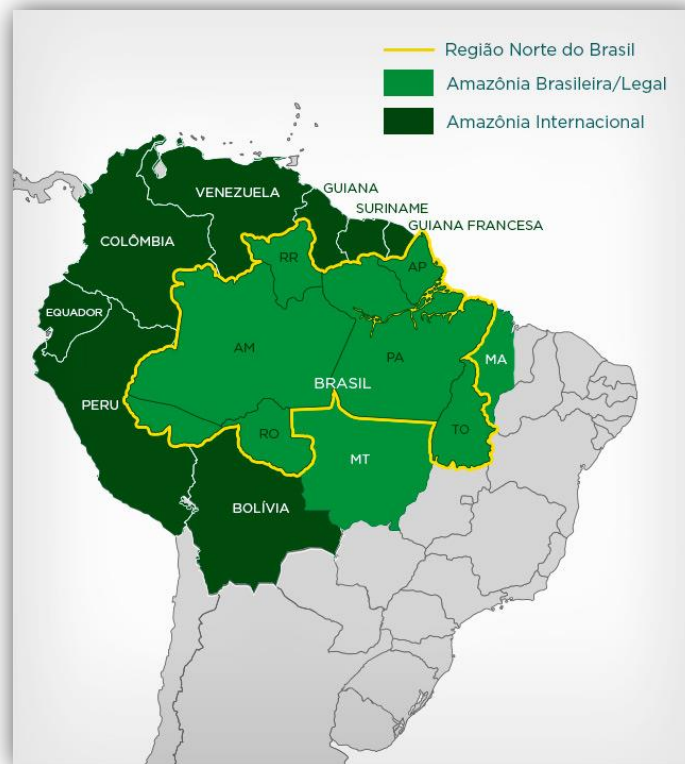 Região Norte do Brasil
Amazônia Brasileira/Legal
Amazônia Internacional
VENEZUELA
GUIANA
SURINAME
GUIANA FRANCESA
COLÔMBIA
RR
AP
EQUADOR
AM
PA
MA
BRASIL
PERU
RO
TO
MT
BOLÍVIA